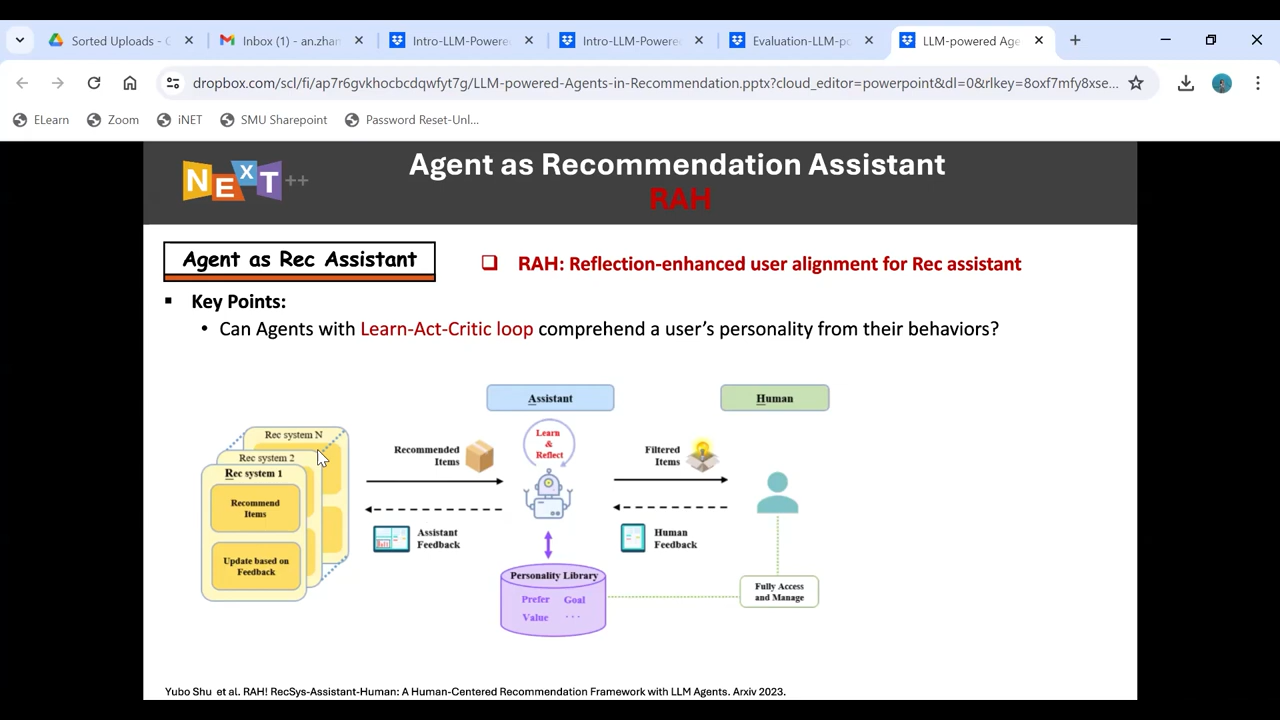 Sorted Uploads - G
Inbox (1) - an.zhan
Intro-LLM-Powere
Intro-LLM-Powere
Evaluation-LLM-po
LLM-powered Age
dropbox.com/scl/fi/ap7r6gvkhocbcdqwfyt7g/LLM-powered-Agents-in-Recommendation.pptx?cloud_editor=powerpoint&dl=0&rlkey=8oxf7mfy8xse...
ELearn
Zoom
iNET
SMU Sharepoint
Password Reset-Unl...
NExT++
Agent as Recommendation Assistant
RAH
Agent as Rec Assistant
❑ RAH: Reflection-enhanced user alignment for Rec assistant
▪ Key Points:
• Can Agents with Learn-Act-Critic loop comprehend a user's personality from their behaviors?
Rec system N
Rec system 2
Rec system 1
Recommend
Items
Update based on
Feedback
Recommended
Items
Assistant
Feedback
Assistant
Learn
&
Reflect
Personality Library
Prefer Goal
Value ...
Filtered
Items
Human
Feedback
Human
Fully Access
and Manage
Yubo Shu et al. RAH! RecSys-Assistant-Human: A Human-Centered Recommendation Framework with LLM Agents. Arxiv 2023.